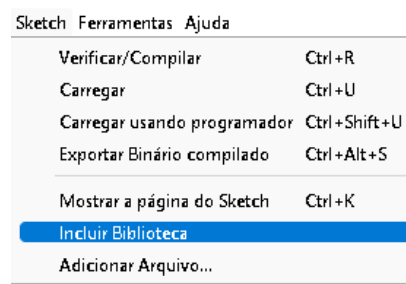 Sketch Ferramentas Ajuda
Verificar/Compilar Ctrl+R
Carregar Ctrl+U
Carregar usando programador Ctrl+Shift+U
Exportar Binário compilado Ctrl+Alt+S
Mostrar a página do Sketch Ctrl+K
Incluir Biblioteca
Adicionar Arquivo...